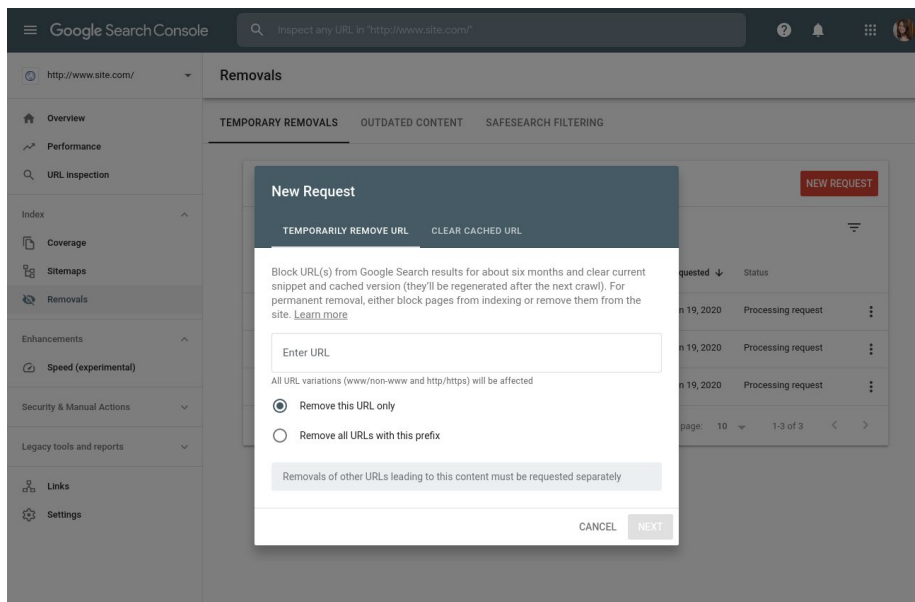 Google Search Console
Inspect any URL in "http://www.site.com/"
http://www.site.com/
Removals
Overview
Performance
URL inspection
Index
Coverage
Sitemaps
Removals
Enhancements
Speed (experimental)
Security & Manual Actions
Legacy tools and reports
Links
Settings
TEMPORARY REMOVALS OUTDATED CONTENT SAFESEARCH FILTERING
NEW REQUEST
New Request
TEMPORARILY REMOVE URL CLEAR CACHED URL
Block URL(s) from Google Search results for about six months and clear current
snippet and cached version (they'll be regenerated after the next crawl). For
permanent removal, either block pages from indexing or remove them from the
site. Learn more
Enter URL
All URL variations (www/non-www and http/https) will be affected
Remove this URL only
Remove all URLs with this prefix
Removals of other URLs leading to this content must be requested separately
CANCEL NEXT
quested Status
n 19, 2020 Processing request
n 19, 2020 Processing request
n 19, 2020 Processing request
page: 10 1-3 of 3